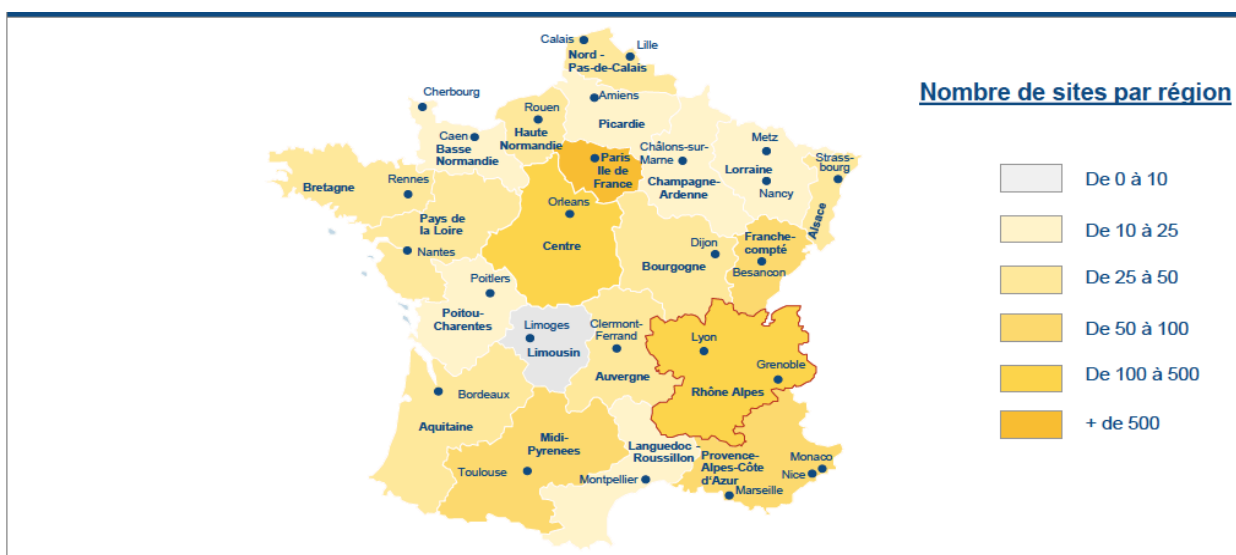 Calais
Lille
Nord -
Pas-de-Calais
Cherbourg
Amiens
Rouen
Picardie
Haute
Normandie
Caen
Basse
Normandie
Paris
Ile de
France
Châlons-sur-
Marne
Champagne-
Ardenne
Metz
Lorraine
Nancy
Strass-
bourg
Alsace
Rennes
Bretagne
Pays de
la Loire
Nantes
Orleans
Centre
Dijon
Bourgogne
Franche-
compté
Besancon
Poitiers
Poitou-
Charentes
Limoges
Limousin
Clermont-
Ferrand
Auvergne
Lyon
Grenoble
Rhône Alpes
Bordeaux
Aquitaine
Midi-
Pyrenees
Toulouse
Languedoc -
Roussillon
Montpellier
Provence-
Alpes-Côte
d'Azur
Monaco
Nice
Marseille
Nombre de sites par région
De 0 à 10
De 10 à 25
De 25 à 50
De 50 à 100
De 100 à 500
+ de 500